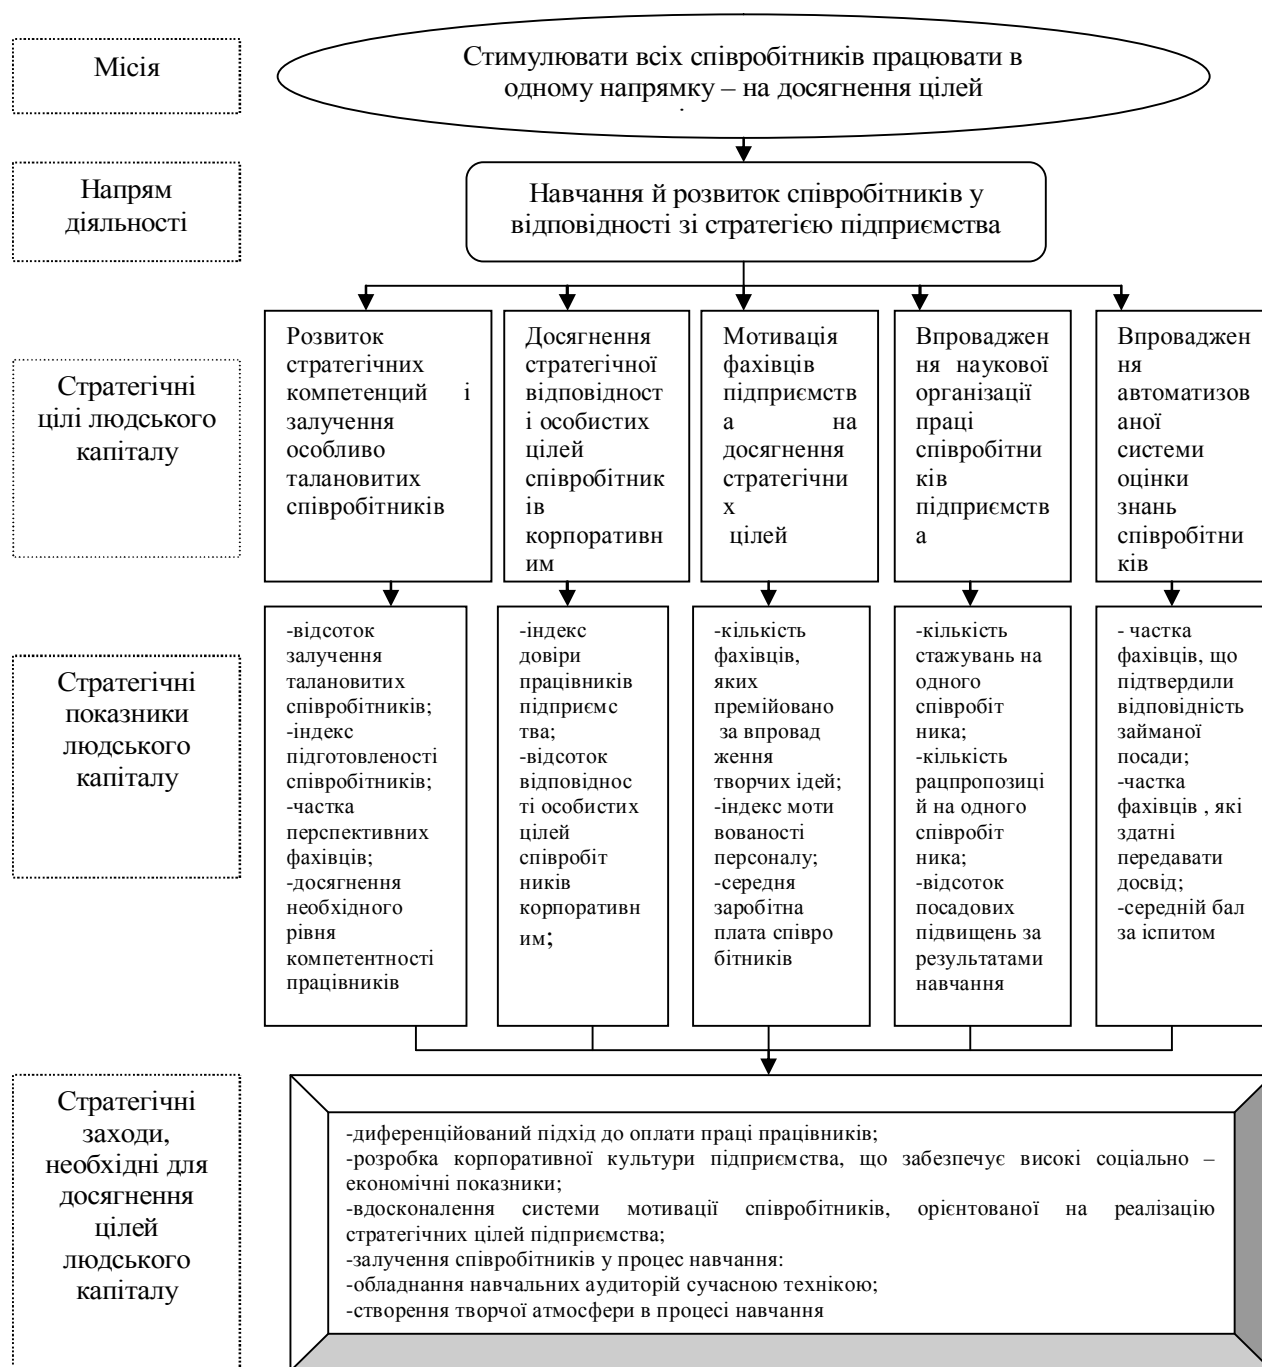 Місія
Стимулювати всіх співробітників працювати в
одному напрямку – на досягнення цілей
Напрям
діяльності
Навчання й розвиток співробітників у
відповідності зі стратегією підприємства
Стратегічні
цілі людського
капіталу
Розвиток
стратегічних
компетенций і
залучення
особливо
талановитих
співробітників
Досягнення
стратегічної
відповідност
і особистих
цілей
співробітник
ів
корпоративн
им
Мотивація
фахівців
підприємств
а на
досягнення
стратегічни
х
цілей
Впроваджен
ня наукової
організації
праці
співробітни
ків
підприємств
а
Впроваджен
ня
автоматизов
аної
системи
оцінки
знань
співробітни
ків
Стратегічні
показники
людського
капіталу
-відсоток
залучення
талановитих
співробітників;
-індекс
підготовленості
співробітників;
-частка
перспективних
фахівців;
-досягнення
необхідного
рівня
компетентності
працівників
-індекс
довіри
працівників
підприємс
тва;
-відсоток
відповіднос
ті особистих
цілей
співробіт
ників
корпоративн
им;
-кількість
фахівців,
яких
премійовано
за впровад
ження
творчих ідей;
-індекс моти
вованості
персоналу;
-середня
заробітна
плата співро
бітників
-кількість
стажувань на
одного
співробіт
ника;
-кількість
рацпропозиці
й на одного
співробіт
ника;
-відсоток
посадових
підвищень за
результатами
навчання
- частка
фахівців, що
підтвердили
відповідність
займаної
посади;
-частка
фахівців , які
здатні
передавати
досвід;
-середній бал
за іспитом
Стратегічні
заходи,
необхідні для
досягнення
цілей
людського
капіталу
-диференційований підхід до оплати праці працівників;
-розробка корпоративної культури підприємства, що забезпечує високі соціально –
економічні показники;
-вдосконалення системи мотивації співробітників, орієнтованої на реалізацію
стратегічних цілей підприємства;
-залучення співробітників у процес навчання:
-обладнання навчальних аудиторій сучасною технікою;
-створення творчої атмосфери в процесі навчання